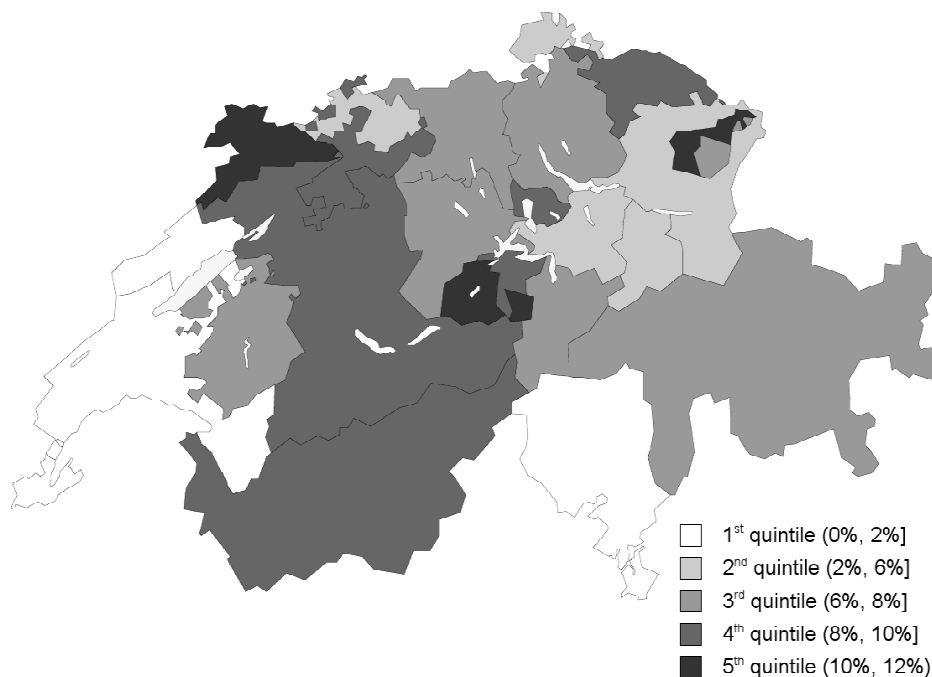 1st quintile (0%, 2%]
2nd quintile (2%, 6%]
3rd quintile (6%, 8%]
4th quintile (8%, 10%]
5th quintile (10%, 12%)